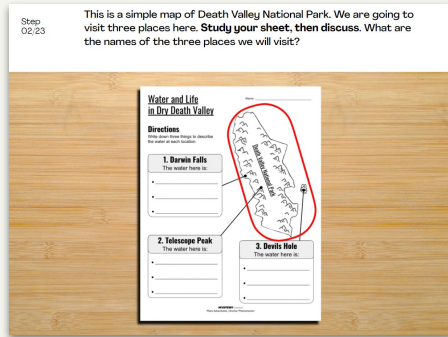 Step
02/23
This is a simple map of Death Valley National Park. We are going to
visit three places here. Study your sheet, then discuss. What are
the names of the three places we will visit?
Water and Life
in Dry Death Valley
Name
Directions
Write down three things to describe
the water at each location.
1. Darwin Falls
The water here is:
Death Valley National Park
2. Telescope Peak
The water here is:
3. Devils Hole
The water here is: